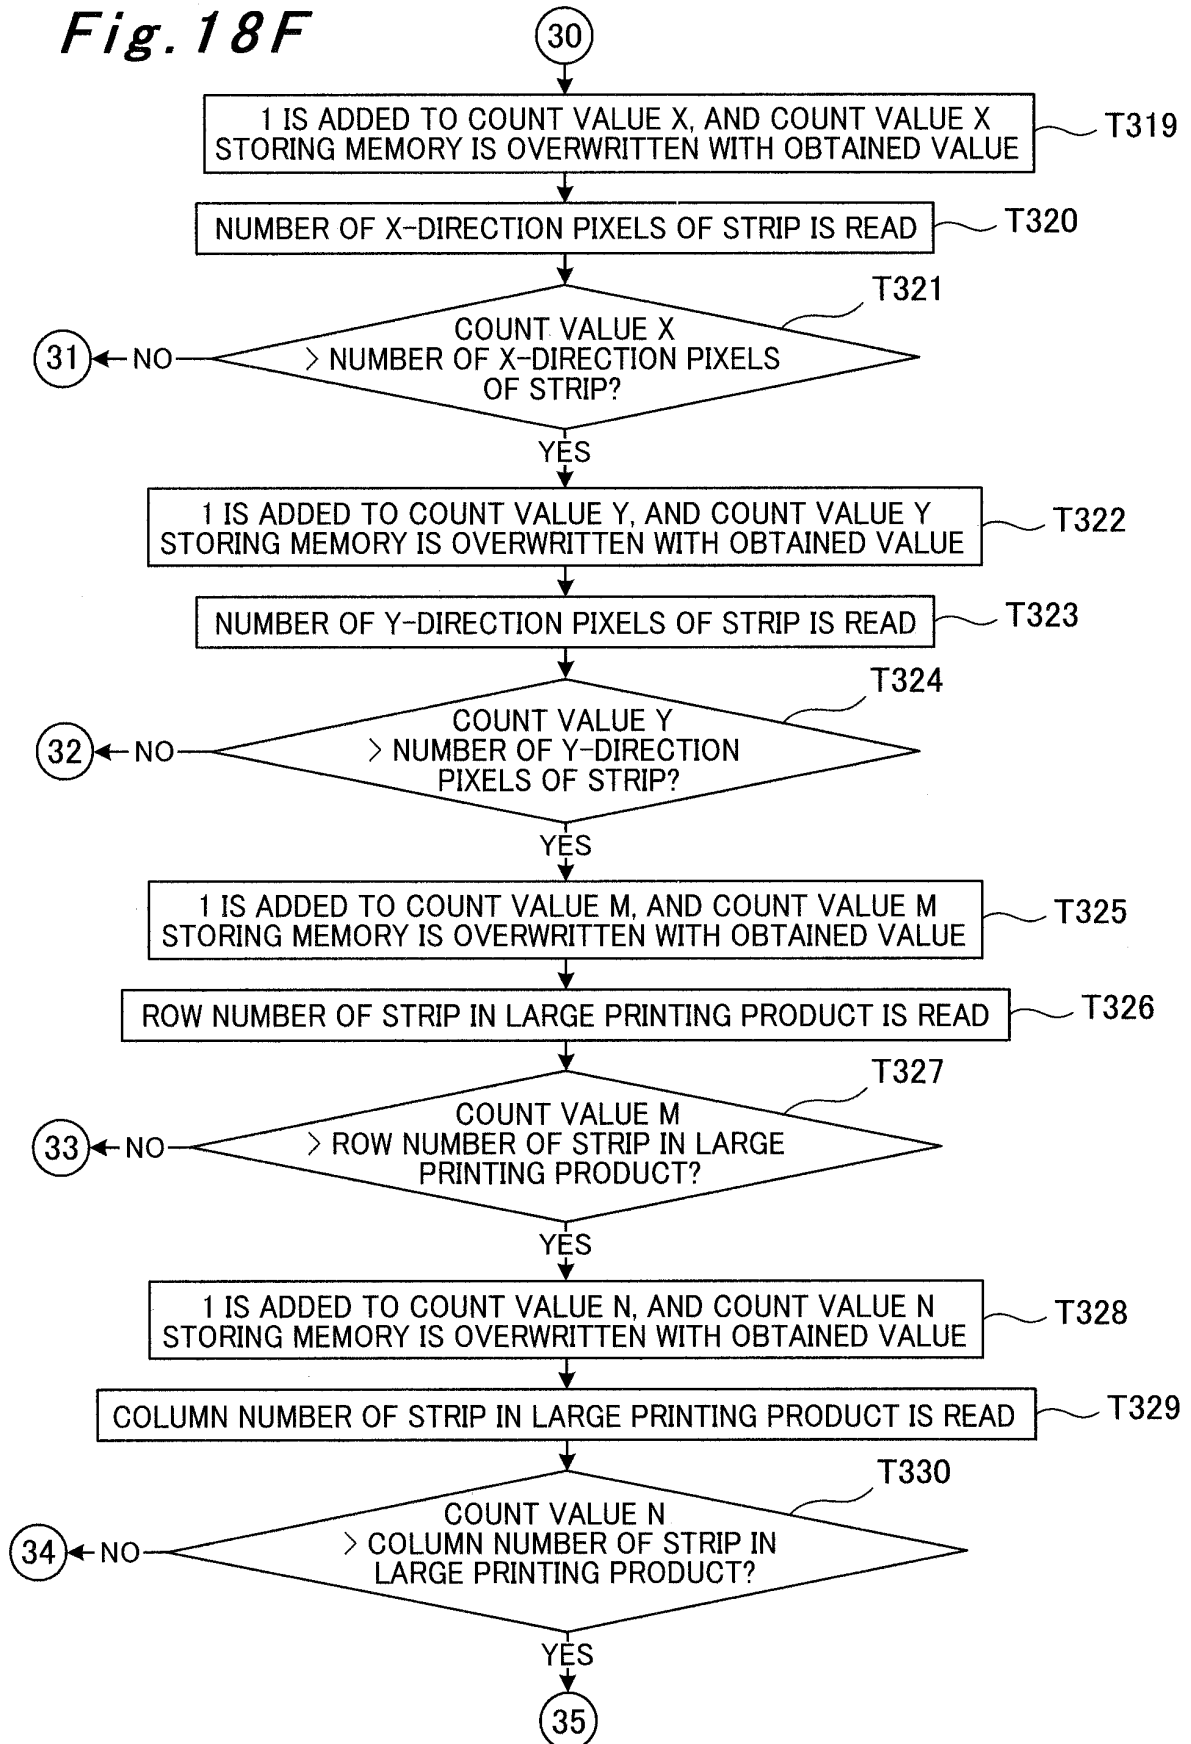 Fig.18F
30
1 IS ADDED TO COUNT VALUE X, AND COUNT VALUE X
STORING MEMORY IS OVERWRITTEN WITH OBTAINED VALUE
T319
NUMBER OF X-DIRECTION PIXELS OF STRIP IS READ
T320
T321
COUNT VALUE X
> NUMBER OF X-DIRECTION PIXELS
OF STRIP?
NO
31
YES
1 IS ADDED TO COUNT VALUE Y, AND COUNT VALUE Y
STORING MEMORY IS OVERWRITTEN WITH OBTAINED VALUE
T322
NUMBER OF Y-DIRECTION PIXELS OF STRIP IS READ
T323
T324
COUNT VALUE Y
> NUMBER OF Y-DIRECTION
PIXELS OF STRIP?
NO
32
YES
1 IS ADDED TO COUNT VALUE M, AND COUNT VALUE M
STORING MEMORY IS OVERWRITTEN WITH OBTAINED VALUE
T325
ROW NUMBER OF STRIP IN LARGE PRINTING PRODUCT IS READ
T326
T327
COUNT VALUE M
> ROW NUMBER OF STRIP IN LARGE
PRINTING PRODUCT?
NO
33
YES
1 IS ADDED TO COUNT VALUE N, AND COUNT VALUE N
STORING MEMORY IS OVERWRITTEN WITH OBTAINED VALUE
T328
COLUMN NUMBER OF STRIP IN LARGE PRINTING PRODUCT IS READ
T329
T330
COUNT VALUE N
> COLUMN NUMBER OF STRIP IN
LARGE PRINTING PRODUCT?
NO
34
YES
35